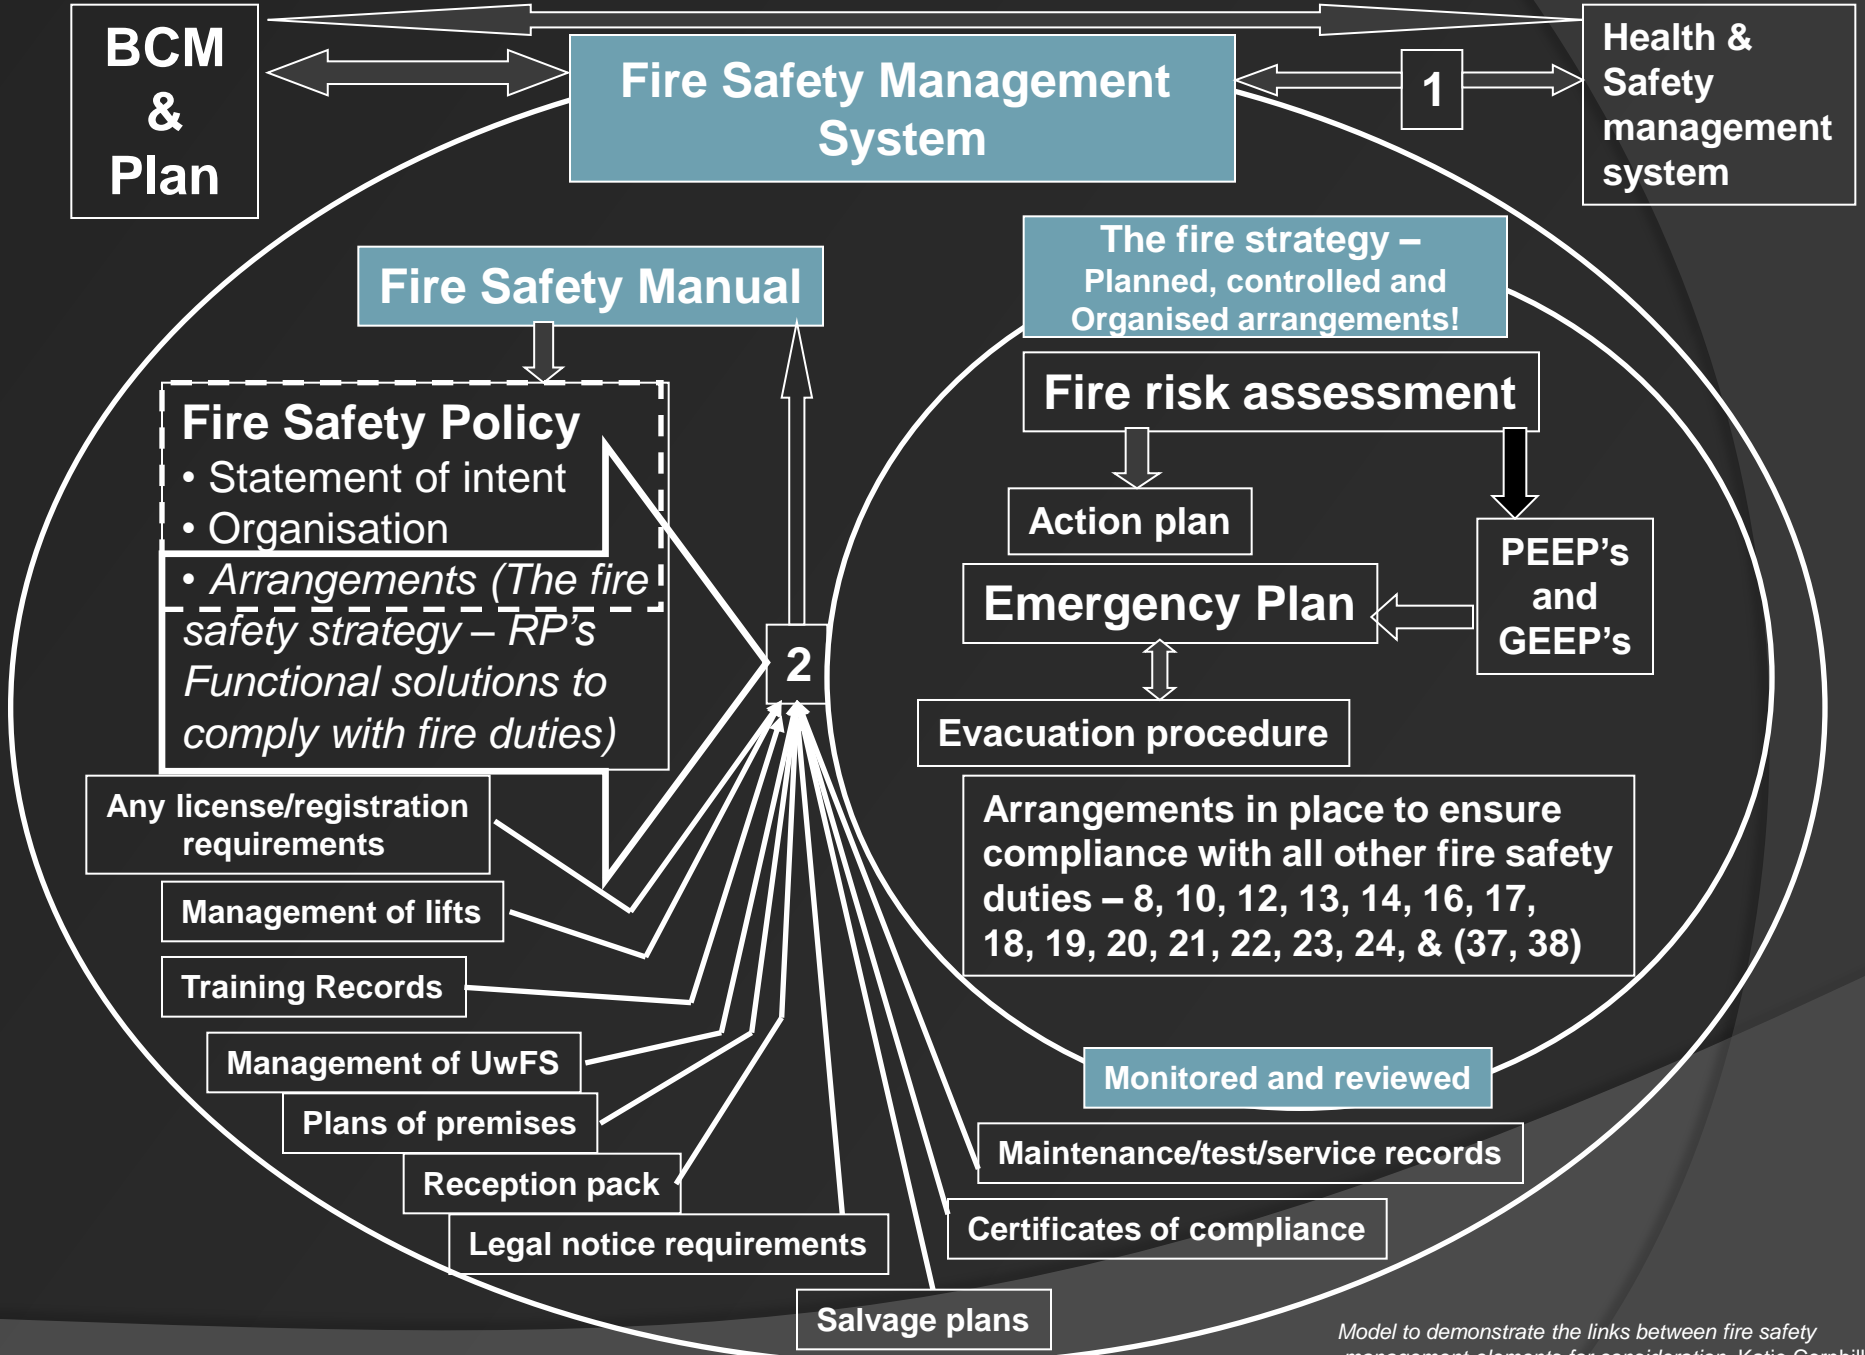 BCM
&
Plan
Fire Safety Management
System
1
Health &
Safety
management
system
Fire Safety Manual
The fire strategy –
Planned, controlled and
Organised arrangements!
Fire risk assessment
Fire Safety Policy
• Statement of intent
• Organisation
• Arrangements (The fire
safety strategy – RP’s
Functional solutions to
comply with fire duties)
2
Action plan
PEEP’s
and
GEEP’s
Emergency Plan
Evacuation procedure
Arrangements in place to ensure
compliance with all other fire safety
duties – 8, 10, 12, 13, 14, 16, 17,
18, 19, 20, 21, 22, 23, 24, & (37, 38)
Any license/registration
requirements
Management of lifts
Training Records
Management of UwFS
Plans of premises
Reception pack
Legal notice requirements
Monitored and reviewed
Maintenance/test/service records
Certificates of compliance
Salvage plans
Model to demonstrate the links between fire safety
management elements for consideration Katie Cornhill